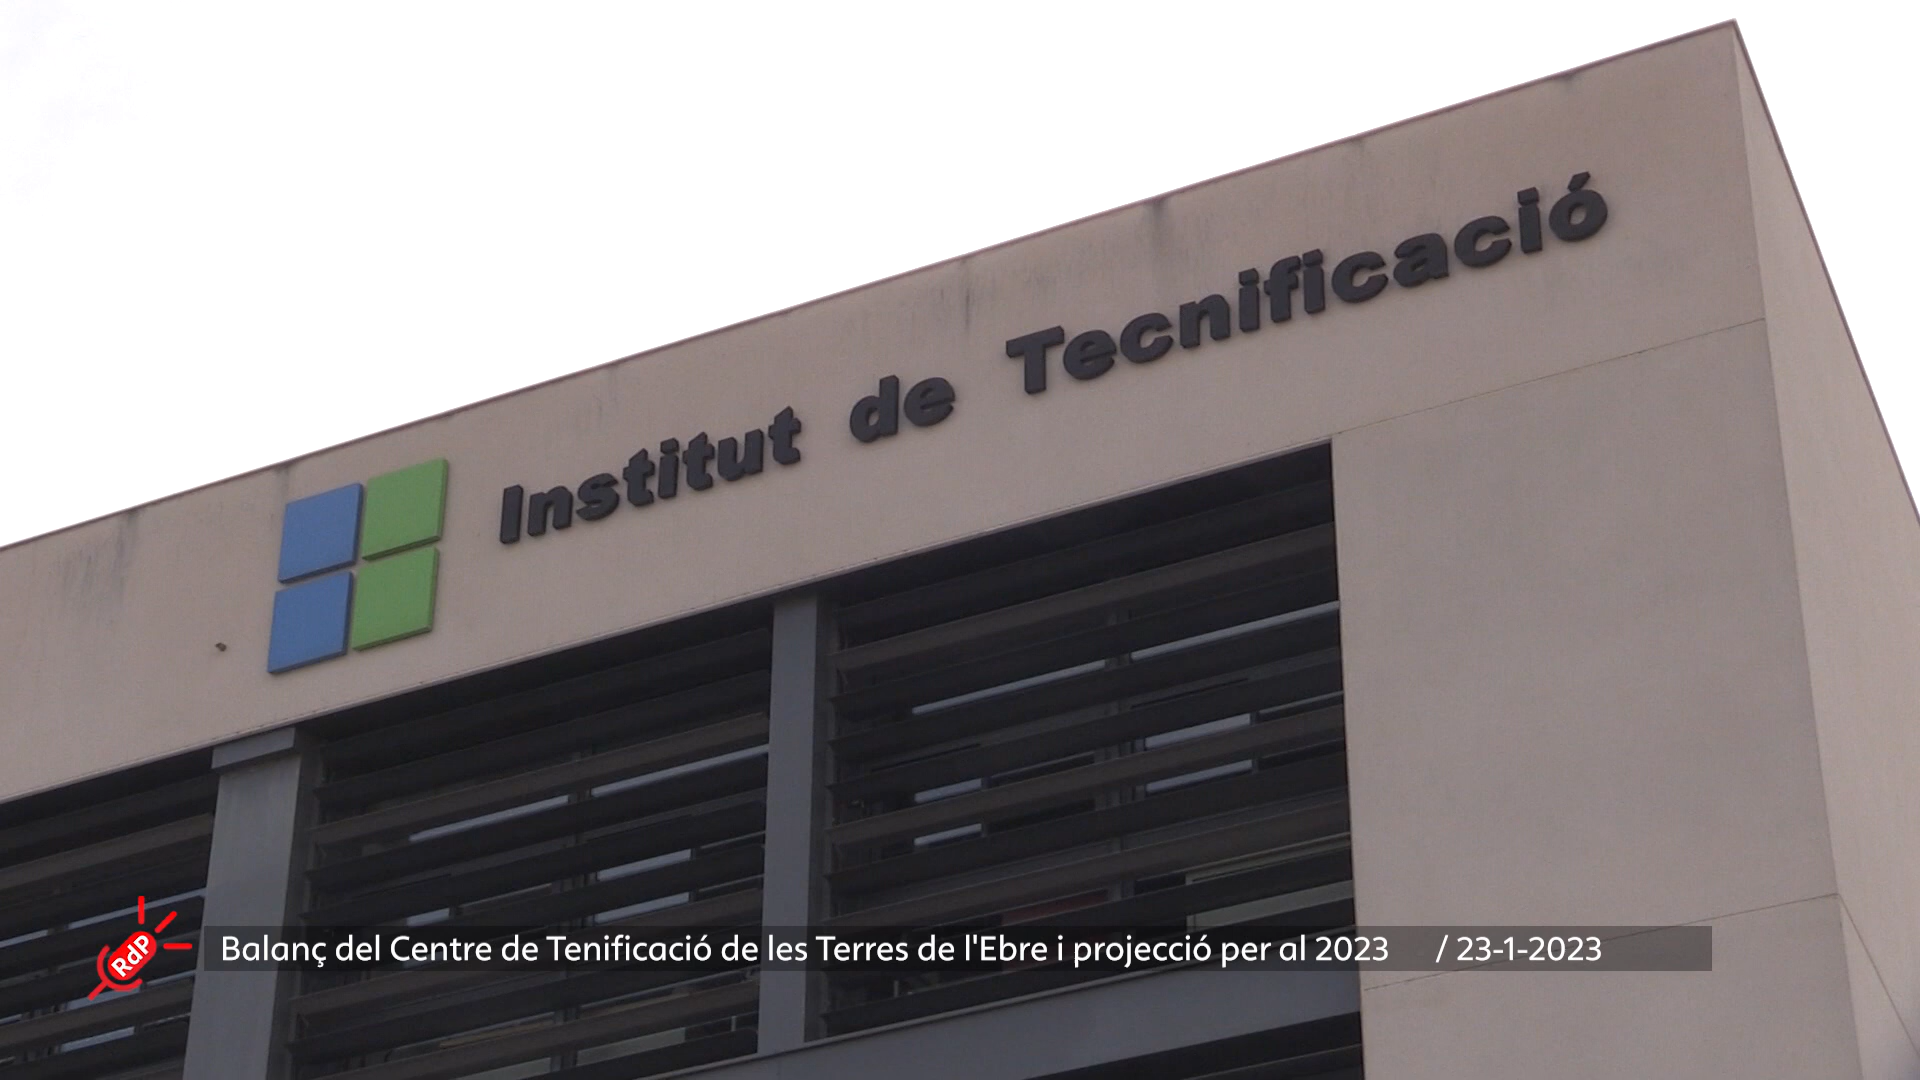 Institut de Tecnificació
RdP
Balanç del Centre de Tenificació de les Terres de l'Ebre i projecció per al 2023 / 23-1-2023